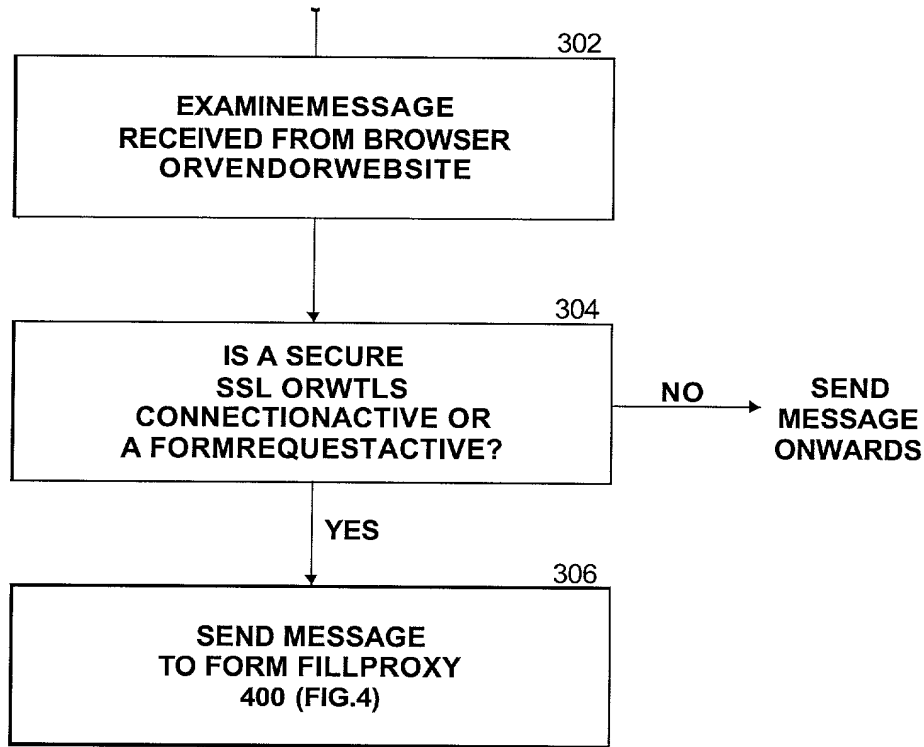 302
EXAMINEMESSAGE
RECEIVED FROM BROWSER
ORVENDORWEBSITE
304
IS A SECURE
SSL ORWTLS
CONNECTIONACTIVE OR
A FORMREQUESTACTIVE?
NO
SEND
MESSAGE
ONWARDS
YES
306
SEND MESSAGE
TO FORM FILLPROXY
400 (FIG.4)